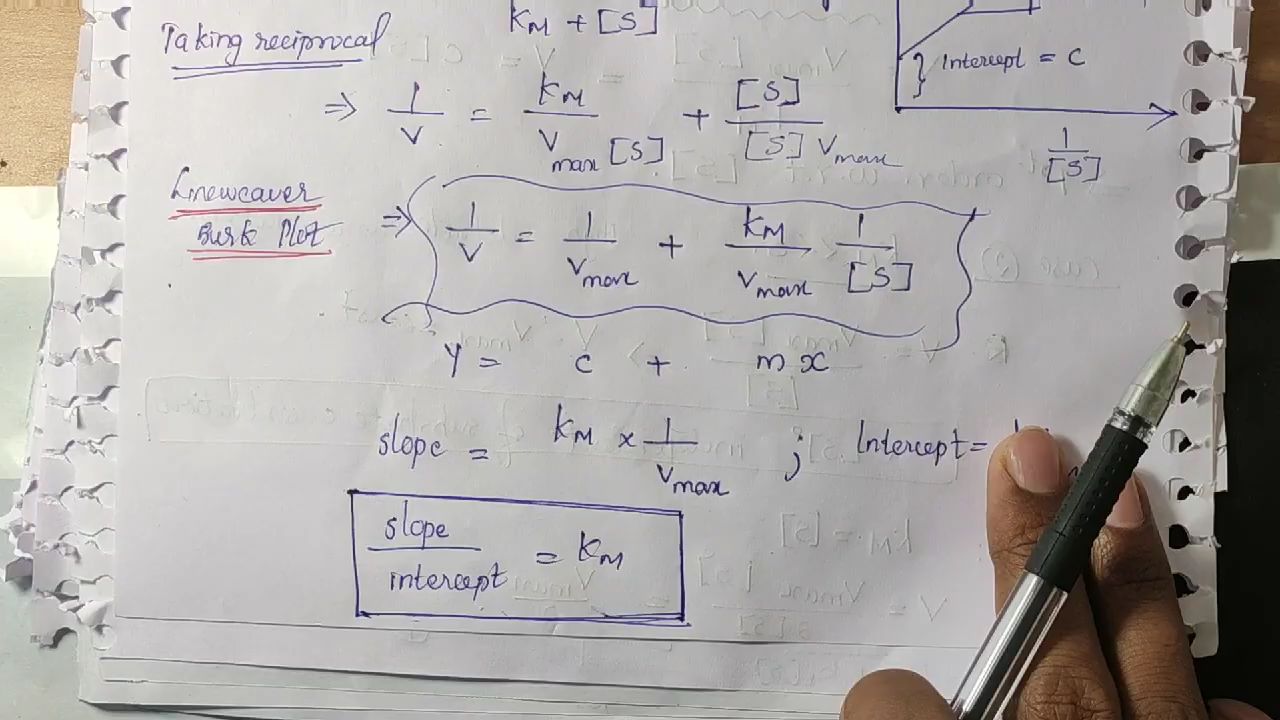 Taking reciprocal
kM + [S]
} Intercept = C
⇒ 1/V = kM/Vmax [S] + [S]/[S] Vmax
1/[S]
Lineweaver
Burk Plot
⇒ 1/V = 1/Vmax + kM/Vmax 1/[S]
Y = C + mx
slope = kM × 1/Vmax ; Intercept =
slope/intercept = kM